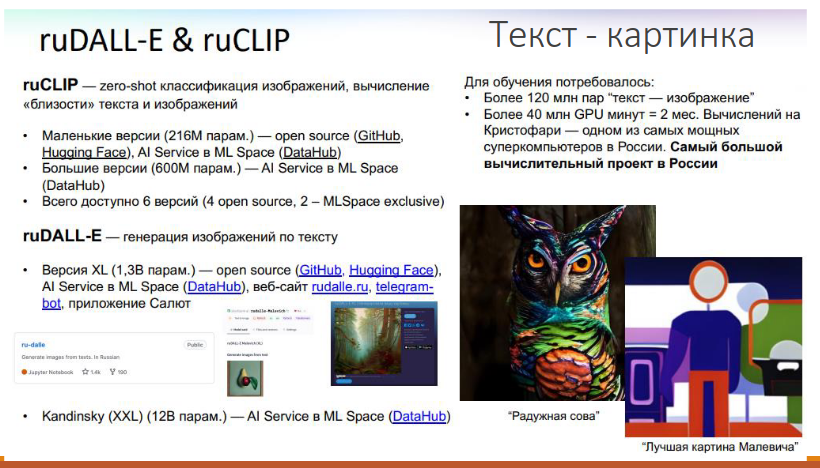 ruDALL-E & ruCLIP
Текст - картинка
ruCLIP — zero-shot классификация изображений, вычисление
«близости» текста и изображений
• Маленькие версии (216М парам.) — open source (GitHub,
Hugging Face), AI Service в ML Space (DataHub)
• Большие версии (600М парам.) — AI Service в ML Space
(DataHub)
• Всего доступно 6 версий (4 open source, 2 – MLSpace exclusive)
ruDALL-E — генерация изображений по тексту
• Версия XL (1,3В парам.) — open source (GitHub, Hugging Face),
AI Service в ML Space (DataHub), веб-сайт rudalle.ru, telegram-
bot, приложение Салют
ru-dalle
Public
Generate images from texts. In Russian
Jupyter Notebook 1.4k 190
• Kandinsky (XXL) (12В парам.) — AI Service в ML Space (DataHub)
Для обучения потребовалось:
• Более 120 млн пар “текст — изображение”
• Более 40 млн GPU минут = 2 мес. Вычислений на
Кристофари — одном из самых мощных
суперкомпьютеров в России. Самый большой
вычислительный проект в России
“Радужная сова”
“Лучшая картина Малевича”